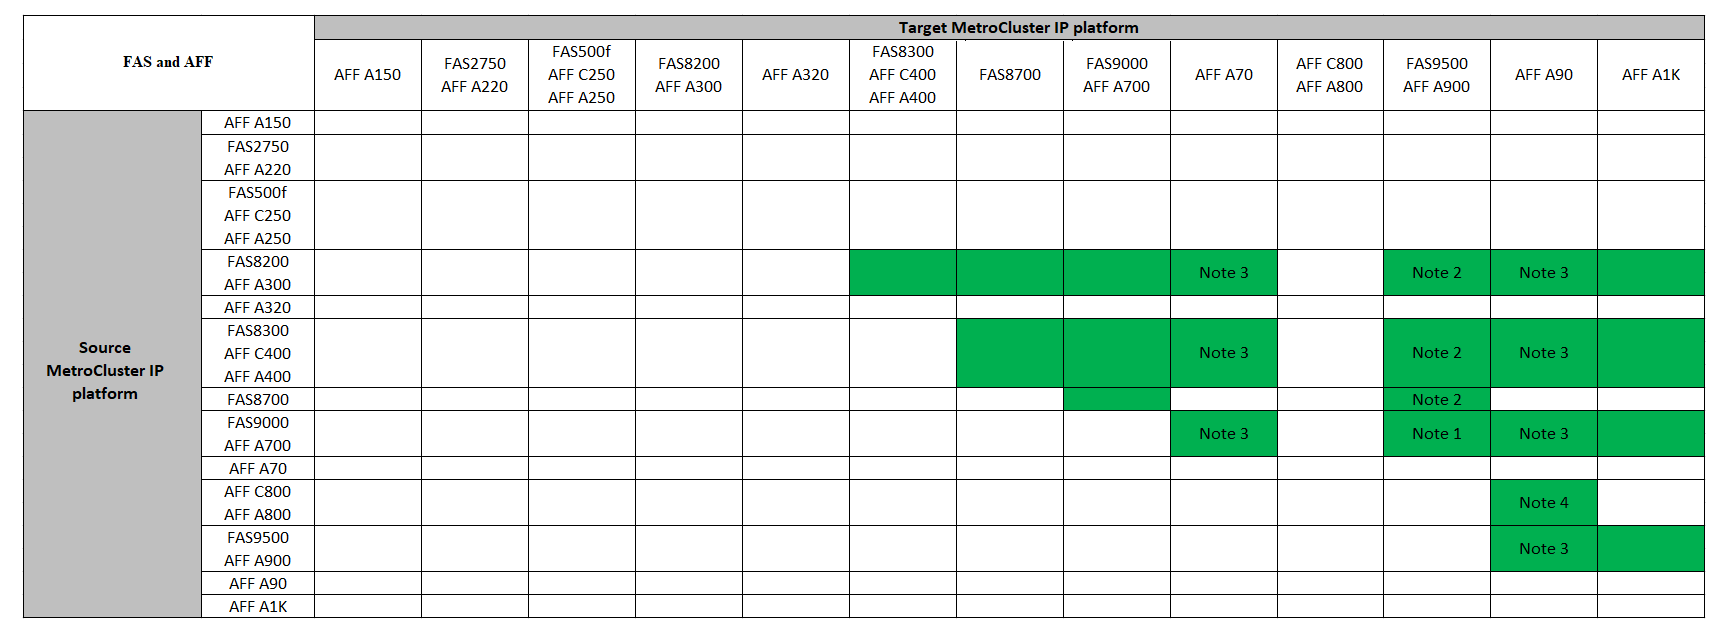 Target MetroCluster IP platform
FAS and AFF
AFF A150
FAS2750
AFF A220
FAS500f
AFF C250
AFF A250
FAS8200
AFF A300
AFF A320
FAS8300
AFF C400
AFF A400
FAS8700
FAS9000
AFF A700
AFF A70
AFF C800
AFF A800
FAS9500
AFF A900
AFF A90
AFF A1K
Source
MetroCluster IP
platform
AFF A150
FAS2750
AFF A220
FAS500f
AFF C250
AFF A250
FAS8200
AFF A300
Note 3
Note 2
Note 3
AFF A320
FAS8300
AFF C400
AFF A400
Note 3
Note 2
Note 3
FAS8700
Note 2
FAS9000
AFF A700
Note 3
Note 1
Note 3
AFF A70
AFF C800
AFF A800
Note 4
FAS9500
AFF A900
Note 3
AFF A90
AFF A1K